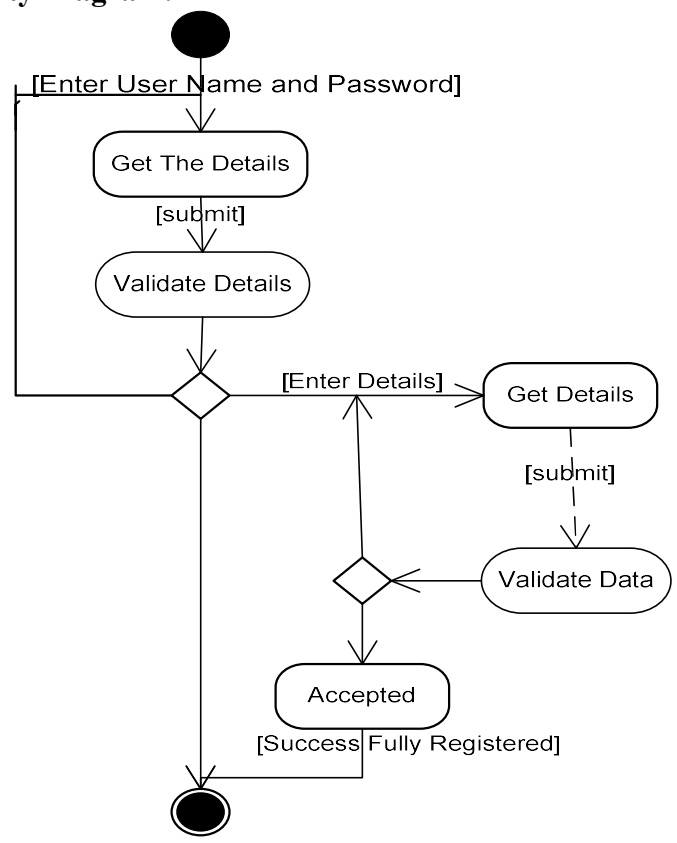 [Enter User Name and Password]
Get The Details
[submit]
Validate Details
[Enter Details]
Get Details
[submit]
Validate Data
Accepted
[Success Fully Registered]